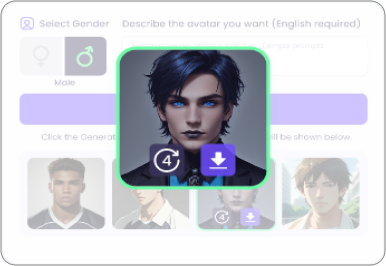 Select Gender
Describe the avatar you want (English required)
Male
4
Click the Generat
ill be shown below.
4